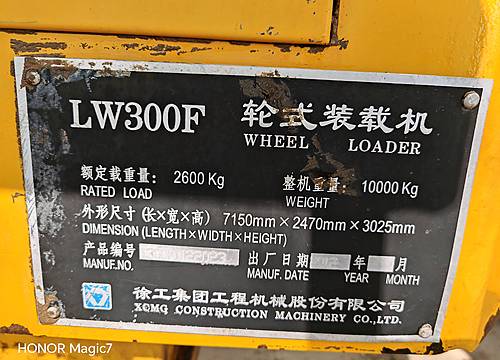 LW300F 轮式装载机
WHEEL LOADER
额定载重量: 2600 Kg 整机重量: 10000 Kg
RATED LOAD WEIGHT
外形尺寸 (长×宽×高) 7150mm × 2470mm × 3025mm
DIMENSION (LENGTH×WIDTH×HEIGHT)
产品编号 出厂日期 年 月
MANUF.NO. MANUF. DATE YEAR MONTH
徐工集团工程机械股份有限公司
XCMG CONSTRUCTION MACHINERY CO.,LTD.
HONOR Magic7